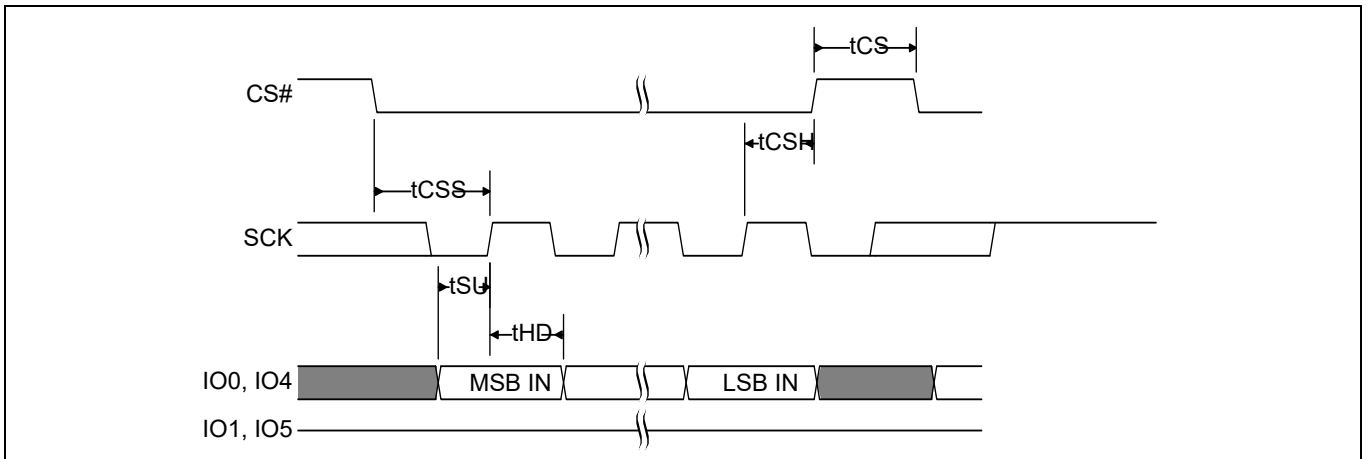 tCS
CS#
tCSH
tCSS
SCK
tSU
tHD
IO0, IO4
MSB IN
LSB IN
IO1, IO5